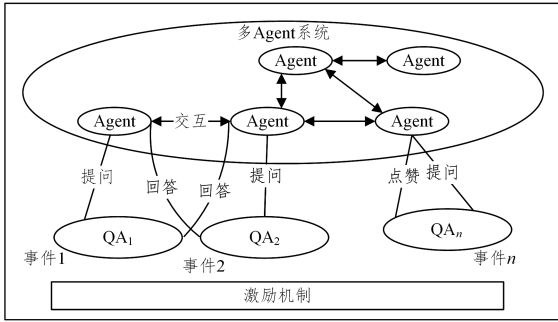 多Agent系统
Agent
Agent
Agent
交互
Agent
Agent
提问
回答
回答
提问
点赞
提问
QA₁
QA₂
QAₙ
事件1
事件2
事件n
激励机制